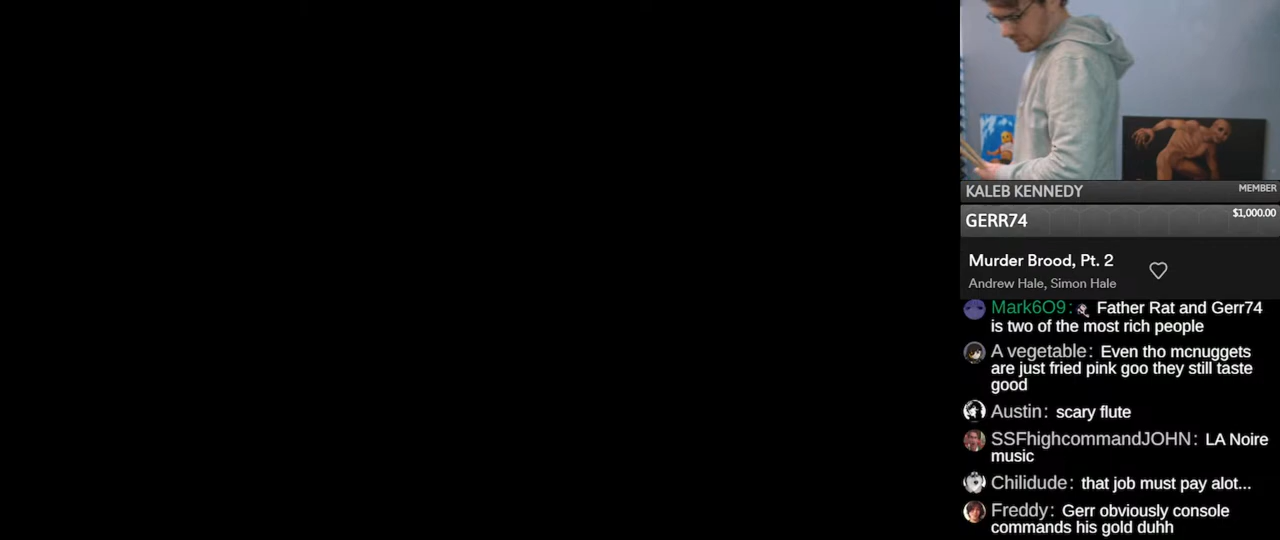 KALEB KENNEDY
MEMBER
GERR74
$1,000.00
Murder Brood, Pt. 2
Andrew Hale, Simon Hale
Mark6O9: Father Rat and Gerr74
is two of the most rich people
A vegetable: Even tho mcnuggets
are just fried pink goo they still taste
good
Austin: scary flute
SSFhighcommandJOHN: LA Noire
music
Chilidude: that job must pay alot...
Freddy: Gerr obviously console
commands his gold duhh